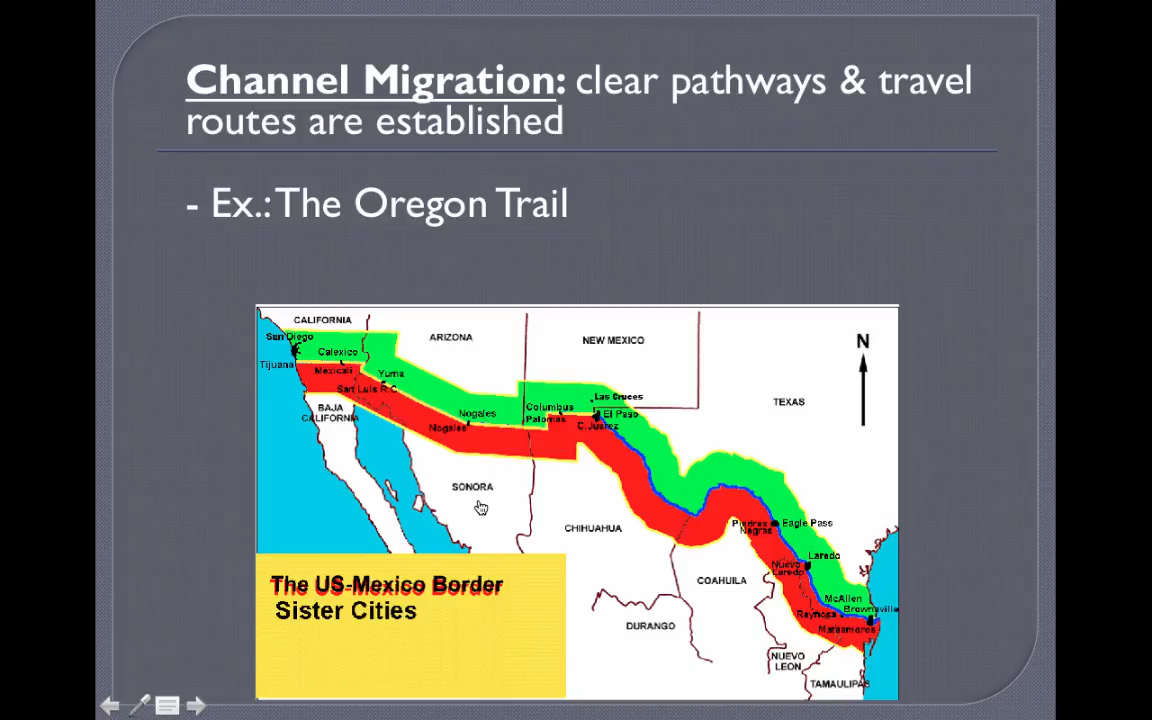 Channel Migration: clear pathways & travel
routes are established
- Ex.: The Oregon Trail
CALIFORNIA
ARIZONA
NEW MEXICO
TEXAS
N
San Diego
Calexico
Tijuana
Mexicali
Yuma
San Luis R.C.
BAJA
CALIFORNIA
Nogales
Nogales
Columbus
Palomas
Las Cruces
El Paso
C. Juarez
SONORA
CHIHUAHUA
Piedras
Negras
Eagle Pass
Laredo
Nuevo
Laredo
COAHUILA
McAllen
Brownsville
Reynosa
Matamoros
DURANGO
NUEVO
LEON
TAMAULIPAS
The US-Mexico Border
Sister Cities